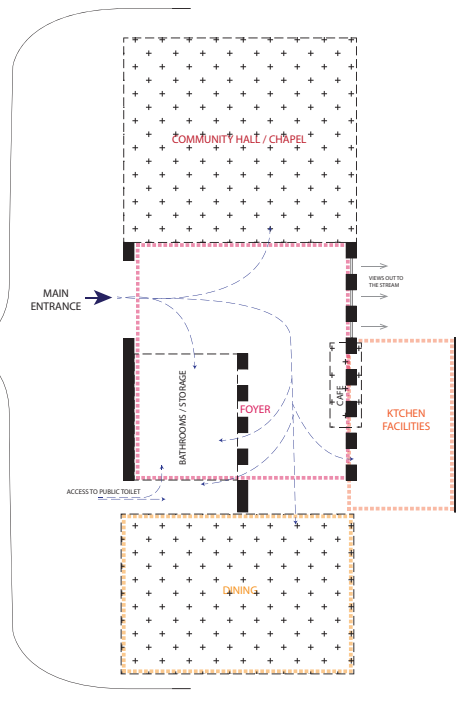 COMMUNITY HALL / CHAPEL
VIEWS OUT TO
THE STREAM
MAIN
ENTRANCE
BATHROOMS / STORAGE
FOYER
CAFE
KTCHEN
FACILITIES
ACCESS TO PUBLIC TOILET
DINING